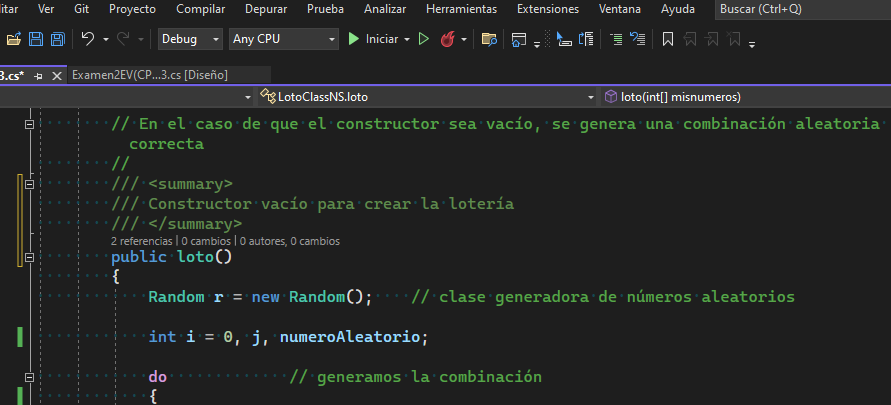 itar Ver Git Proyecto Compilar Depurar Prueba Analizar Herramientas Extensiones Ventana Ayuda Buscar (Ctrl+Q)
Debug Any CPU Iniciar
3.cs* Examen2EV(CP...3.cs [Diseño]
LotoClassNS.loto loto(int[] misnumeros)
// En el caso de que el constructor sea vacío, se genera una combinación aleatoria
correcta
//
/// <summary>
/// Constructor vacío para crear la lotería
/// </summary>
2 referencias | 0 cambios | 0 autores, 0 cambios
public loto()
{
Random r = new Random(); // clase generadora de números aleatorios
int i = 0, j, numeroAleatorio;
do // generamos la combinación
{